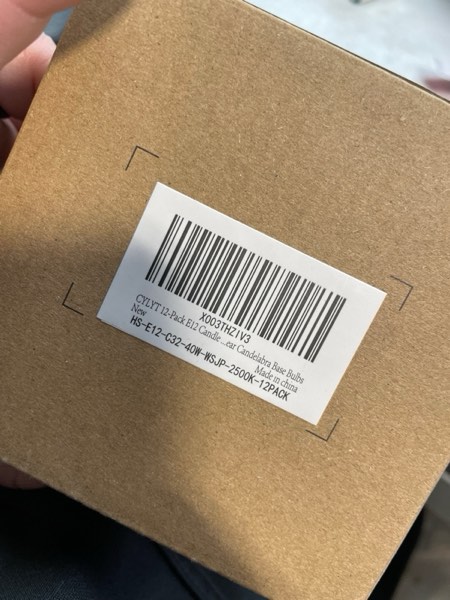 X003THZIV3
CYLYT 12-Pack E12 Candle...ear Candelabra Base Bulbs
New
Made in china
HS-E12-C32-40W-WSJP-2500K-12PACK